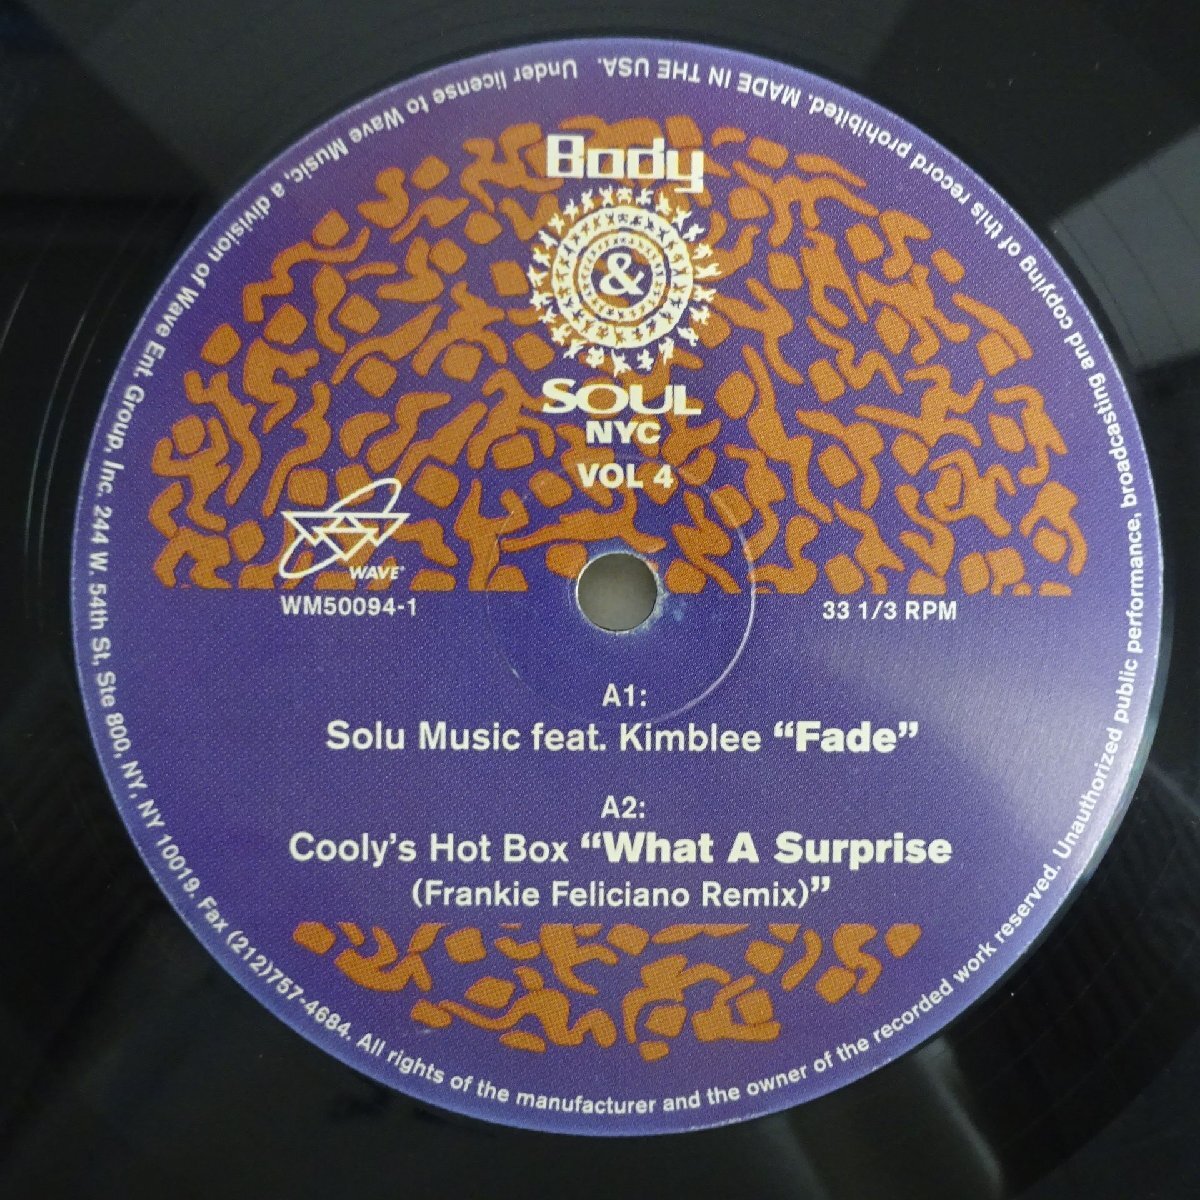 Body
&
SOUL
NYC
VOL 4
WAVE
WM50094-1
33 1/3 RPM
A1:
Solu Music feat. Kimblee “Fade”
A2:
Cooly’s Hot Box “What A Surprise
(Frankie Feliciano Remix)”
Under license to Wave Music, a division of Wave Ent. Group, Inc. 244 W. 54th St, Ste 800, NY, NY 10019. Fax (212)757-4684. All rights of the manufacturer and the owner of the recorded work reserved. Unauthorized public performance, broadcasting and copying of this record prohibited. MADE IN THE USA.